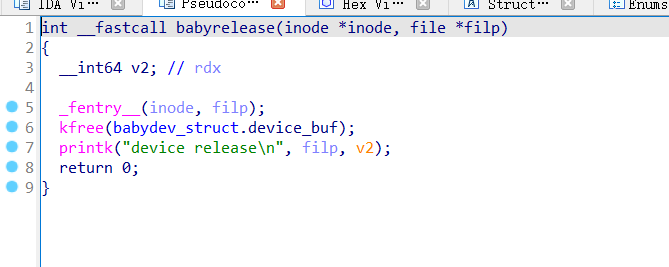 IDA Vi⋯ Pseudoco⋯ Hex Vi⋯ Struct⋯ Enums
1 int __fastcall babyrelease(inode *inode, file *filp)
2 {
3 __int64 v2; // rdx
4
5 _fentry__(inode, filp);
6 kfree(babydev_struct.device_buf);
7 printk("device release\n", filp, v2);
8 return 0;
9 }